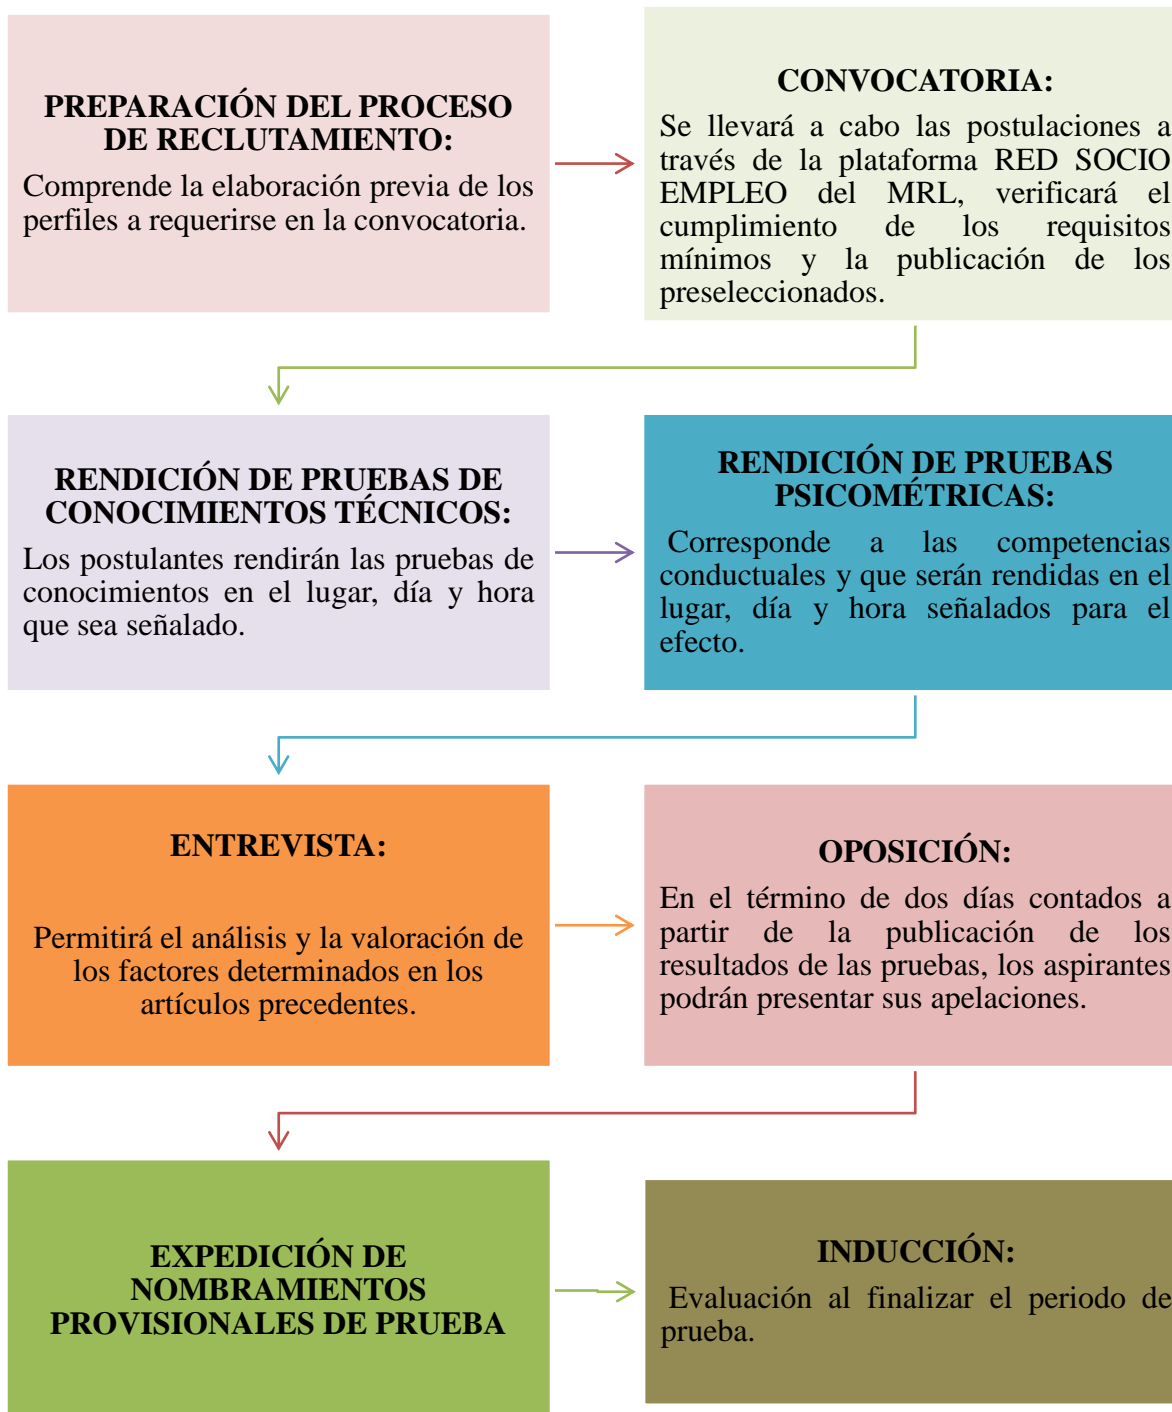 PREPARACIÓN DEL PROCESO
DE RECLUTAMIENTO:
Comprende la elaboración previa de los
perfiles a requerirse en la convocatoria.
CONVOCATORIA:
Se llevará a cabo las postulaciones a
través de la plataforma RED SOCIO
EMPLEO del MRL, verificará el
cumplimiento de los requisitos
mínimos y la publicación de los
preseleccionados.
RENDICIÓN DE PRUEBAS DE
CONOCIMIENTOS TÉCNICOS:
Los postulantes rendirán las pruebas de
conocimientos en el lugar, día y hora
que sea señalado.
RENDICIÓN DE PRUEBAS
PSICOMÉTRICAS:
Corresponde a las competencias
conductuales y que serán rendidas en el
lugar, día y hora señalados para el
efecto.
ENTREVISTA:
Permitirá el análisis y la valoración de
los factores determinados en los
artículos precedentes.
OPOSICIÓN:
En el término de dos días contados a
partir de la publicación de los
resultados de las pruebas, los aspirantes
podrán presentar sus apelaciones.
EXPEDICIÓN DE
NOMBRAMIENTOS
PROVISIONALES DE PRUEBA
INDUCCIÓN:
Evaluación al finalizar el periodo de
prueba.